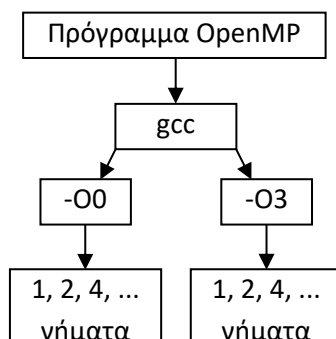 Πρόγραμμα OpenMP
gcc
-O0
-O3
1, 2, 4, ...
νήματα
1, 2, 4, ...
νήματα